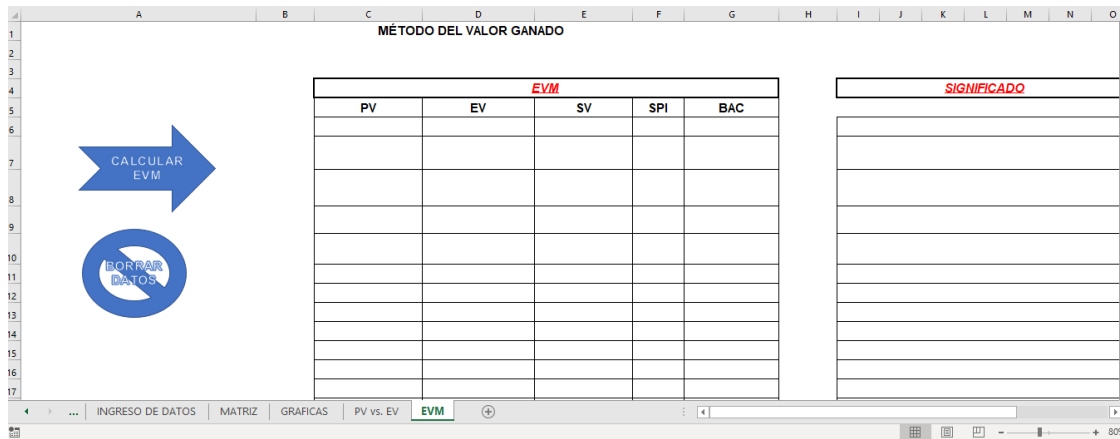 A B C D E F G H I J K L M N O
1 MÉTODO DEL VALOR GANADO
2
3
4 EVM SIGNIFICADO
5 PV EV SV SPI BAC
6
7
8
9
10
11
12
13
14
15
16
17
CALCULAR
EVM
BORRAR
DATOS
... INGRESO DE DATOS MATRIZ GRAFICAS PV vs. EV EVM